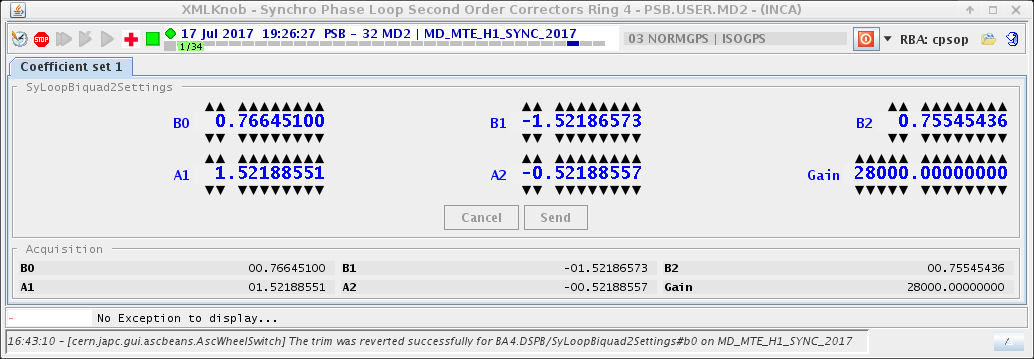 XMLKnob - Synchro Phase Loop Second Order Correctors Ring 4 - PSB.USER.MD2 - (INCA)
STOP 17 Jul 2017 19:26:27 PSB - 32 MD2 | MD_MTE_H1_SYNC_2017 03 NORMGPS | ISOGPS RBA: cpsop
1/34
Coefficient set 1
SyLoopBiquad2Settings
B0 0.76645100 B1 -1.52186573 B2 0.75545436
A1 1.52188551 A2 -0.52188557 Gain 28000.00000000
Cancel Send
Acquisition
B0 00.76645100 B1 -01.52186573 B2 00.75545436
A1 01.52188551 A2 -00.52188557 Gain 28000.00000000
- No Exception to display...
16:43:10 - [cern.japc.gui.ascbeans.AscWheelSwitch] The trim was reverted successfully for BA4.DSPB/SyLoopBiquad2Settings#b0 on MD_MTE_H1_SYNC_2017